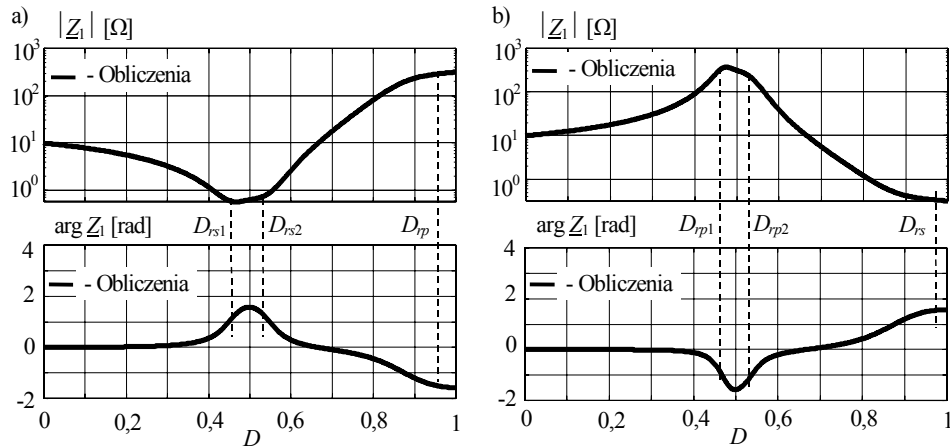 a)
|Z₁| [Ω]
10³
10²
10¹
10⁰
- Obliczenia
arg Z₁ [rad]
Drs1
Drs2
Drp
4
2
0
-2
- Obliczenia
0 0,2 0,4 0,6 0,8 1
D
b)
|Z₁| [Ω]
10³
10²
10¹
10⁰
- Obliczenia
arg Z₁ [rad]
Drp1
Drp2
Drs
4
2
0
-2
- Obliczenia
0 0,2 0,4 0,6 0,8 1
D